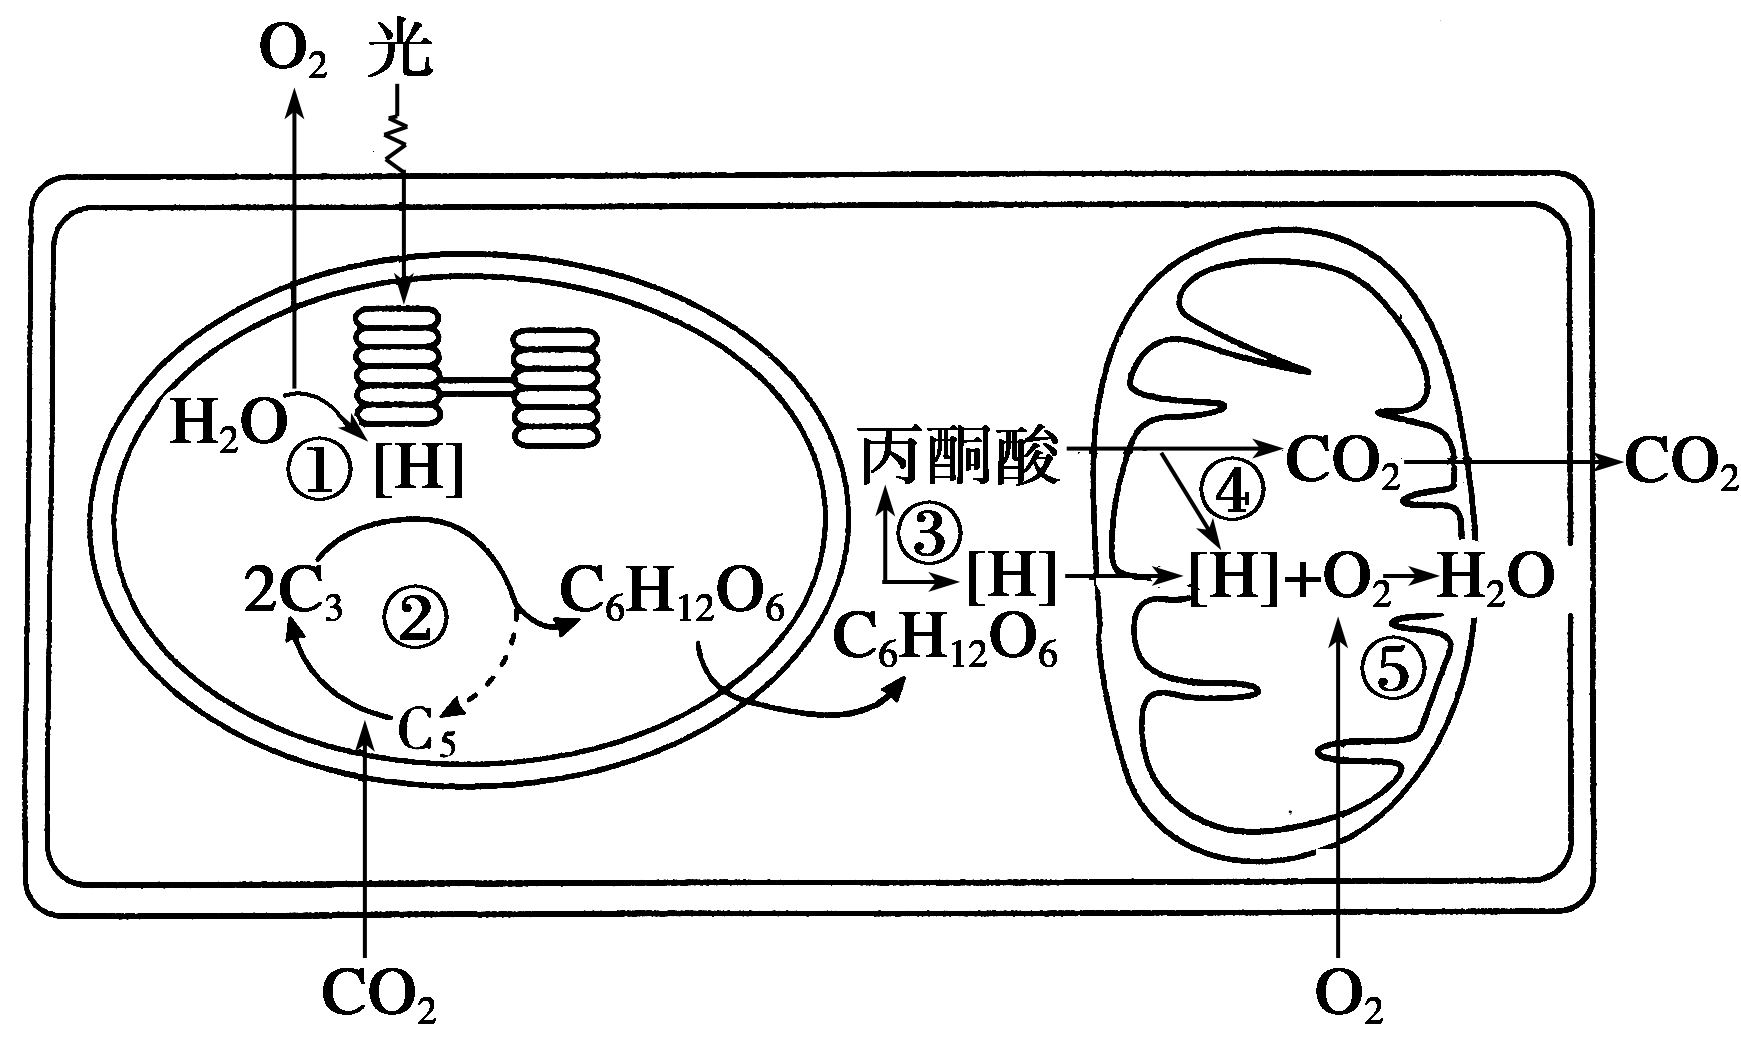 O₂ 光
H₂O
① [H]
丙酮酸 CO₂ CO₂
③ ④
[H] [H]+O₂ H₂O
2C₃ ② C₆H₁₂O₆
C₆H₁₂O₆
⑤
C₅
CO₂ O₂